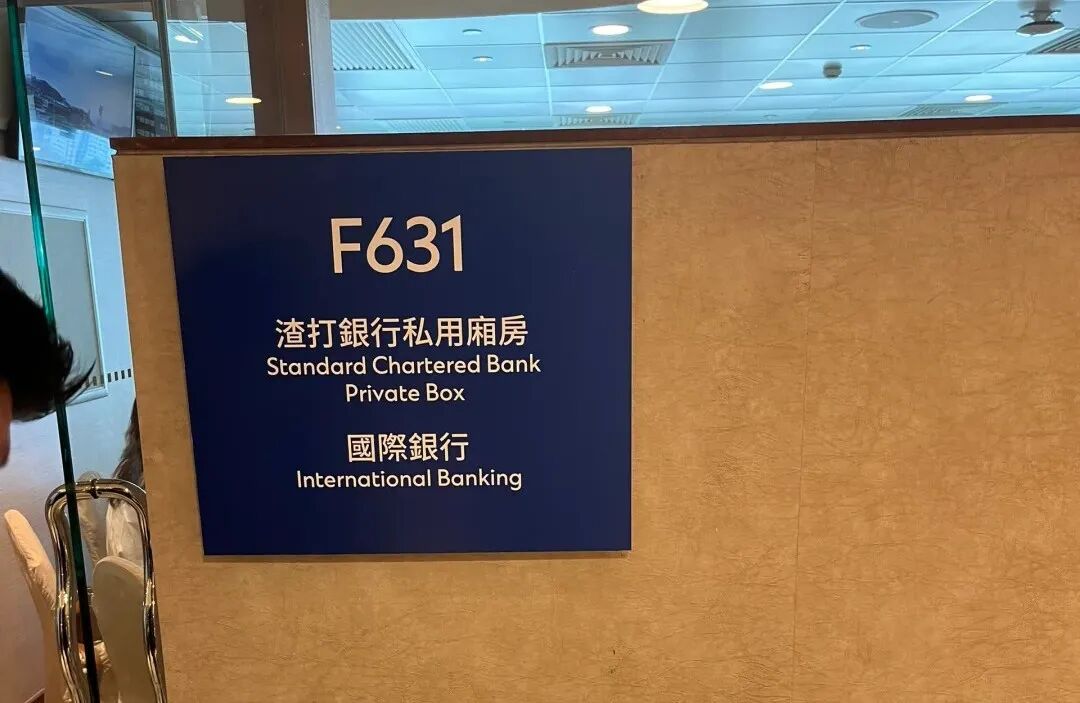 F631
渣打銀行私用廂房
Standard Chartered Bank
Private Box
國際銀行
International Banking